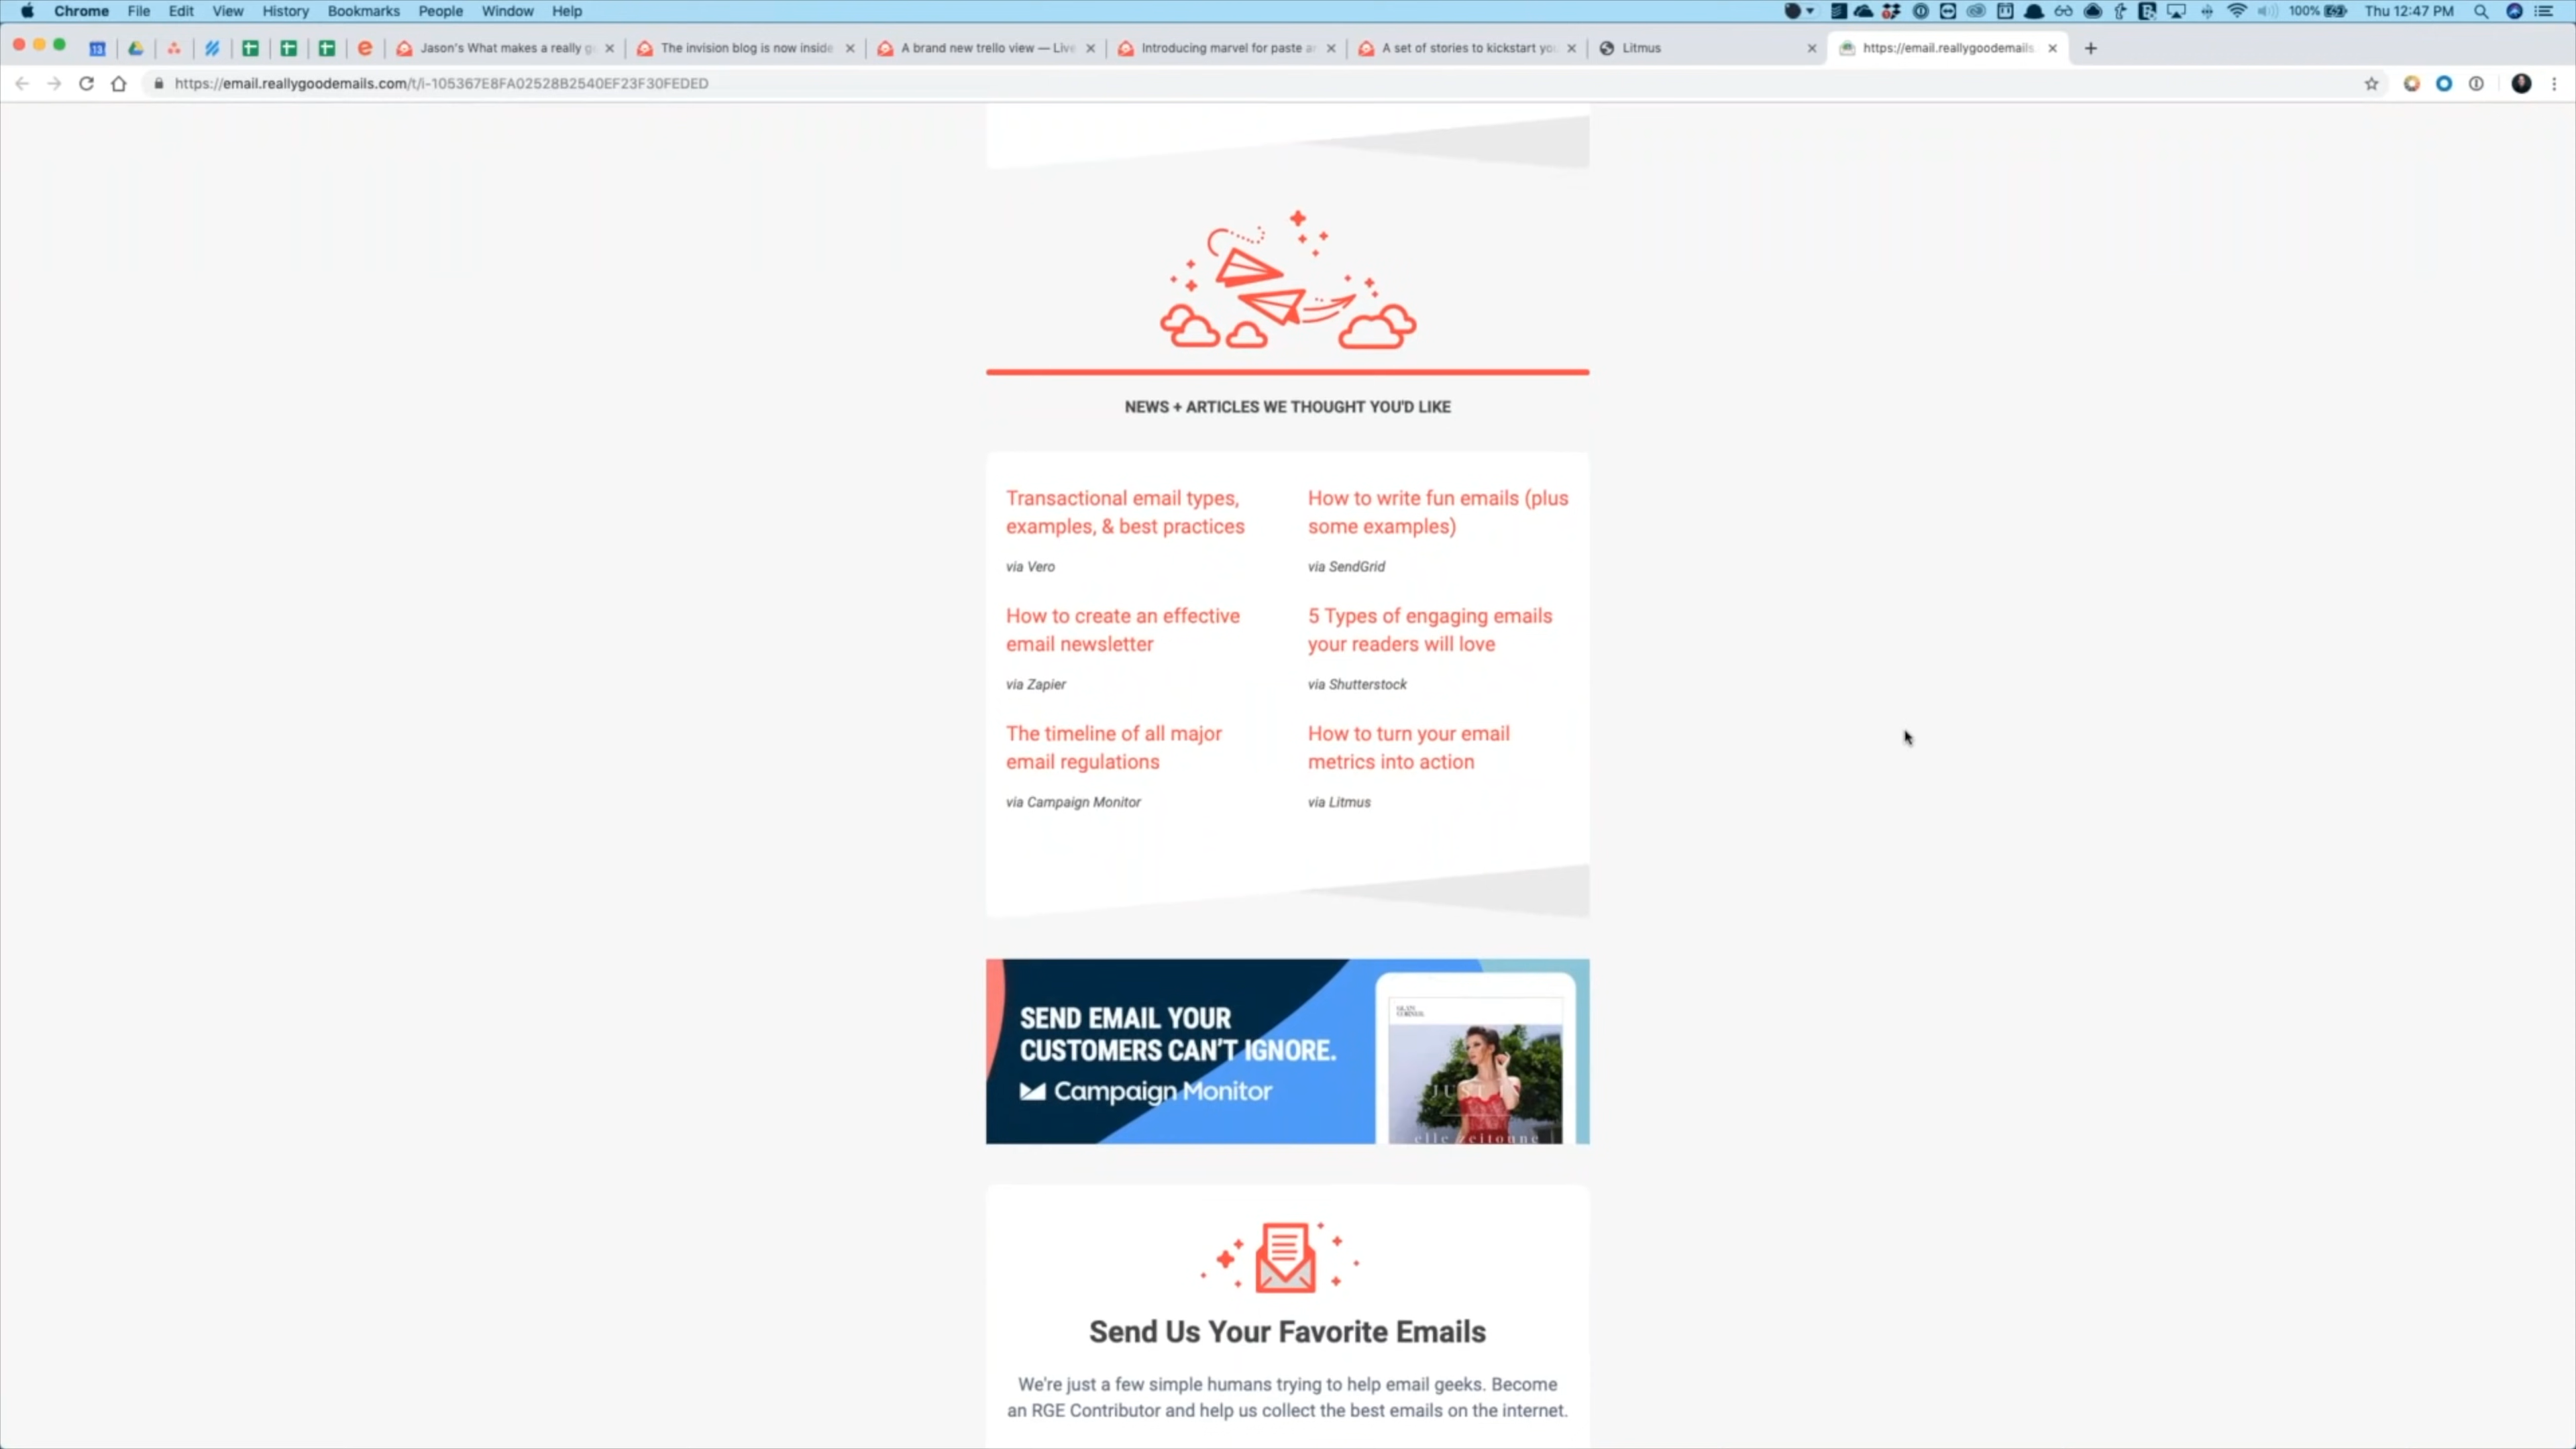 Chrome File Edit View History Bookmarks People Window Help
100% Thu 12:47 PM
13
Jason's What makes a really g
The invision blog is now inside
A brand new trello view — Live
Introducing marvel for paste a
A set of stories to kickstart yo
Litmus
https://email.reallygoodemails.
https://email.reallygoodemails.com/t/i-105367E8FA02528B2540EF23F30FEDED
NEWS + ARTICLES WE THOUGHT YOU'D LIKE
Transactional email types,
examples, & best practices
via Vero
How to write fun emails (plus
some examples)
via SendGrid
How to create an effective
email newsletter
via Zapier
5 Types of engaging emails
your readers will love
via Shutterstock
The timeline of all major
email regulations
via Campaign Monitor
How to turn your email
metrics into action
via Litmus
SEND EMAIL YOUR
CUSTOMERS CAN'T IGNORE.
Campaign Monitor
JUST
Send Us Your Favorite Emails
We're just a few simple humans trying to help email geeks. Become
an RGE Contributor and help us collect the best emails on the internet.